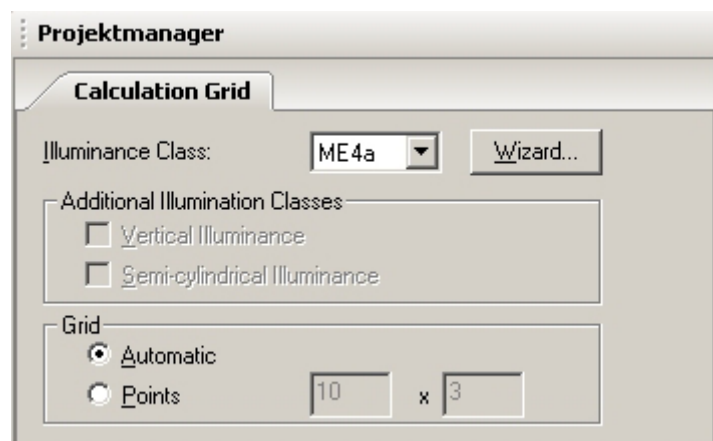 Projektmanager
Calculation Grid
Illuminance Class: ME4a Wizard...
Additional Illumination Classes
Vertical Illuminance
Semi-cylindrical Illuminance
Grid
Automatic
Points 10 x 3